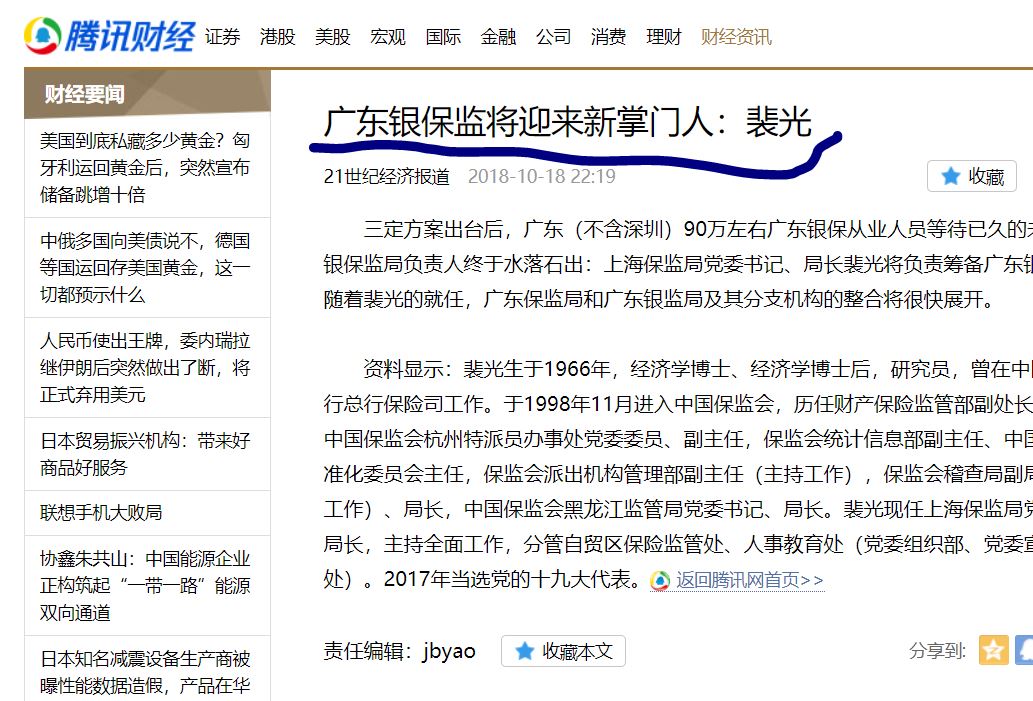 腾讯财经 证券 港股 美股 宏观 国际 金融 公司 消费 理财 财经资讯
财经要闻
美国到底私藏多少黄金？匈
牙利运回黄金后，突然宣布
储备跳增十倍
中俄多国向美债说不，德国
等国运回存美国黄金，这一
切都预示什么
人民币使出王牌，委内瑞拉
继伊朗后突然做出了断，将
正式弃用美元
日本贸易振兴机构：带来好
商品好服务
联想手机大败局
协鑫朱共山：中国能源企业
正构筑起“一带一路”能源
双向通道
日本知名减震设备生产商被
曝性能数据造假，产品在华
广东银保监将迎来新掌门人：裴光
21世纪经济报道 2018-10-18 22:19
收藏
三定方案出台后，广东（不含深圳）90万左右广东银保从业人员等待已久的
银保监局负责人终于水落石出：上海保监局党委书记、局长裴光将负责筹备广东
随着裴光的就任，广东保监局和广东银监局及其分支机构的整合将很快展开。
资料显示：裴光生于1966年，经济学博士、经济学博士后，研究员，曾在中
行总行保险司工作。于1998年11月进入中国保监会，历任财产保险监管部副处长
中国保监会杭州特派员办事处党委委员、副主任，保监会统计信息部副主任、中
准化委员会主任，保监会派出机构管理部副主任（主持工作），保监会稽查局副
工作）、局长，中国保监会黑龙江监管局党委书记、局长。裴光现任上海保监局
局长，主持全面工作，分管自贸区保险监管处、人事教育处（党委组织部、党委
处）。2017年当选党的十九大代表。 返回腾讯网首页>>
责任编辑：jbyao 收藏本文 分享到: